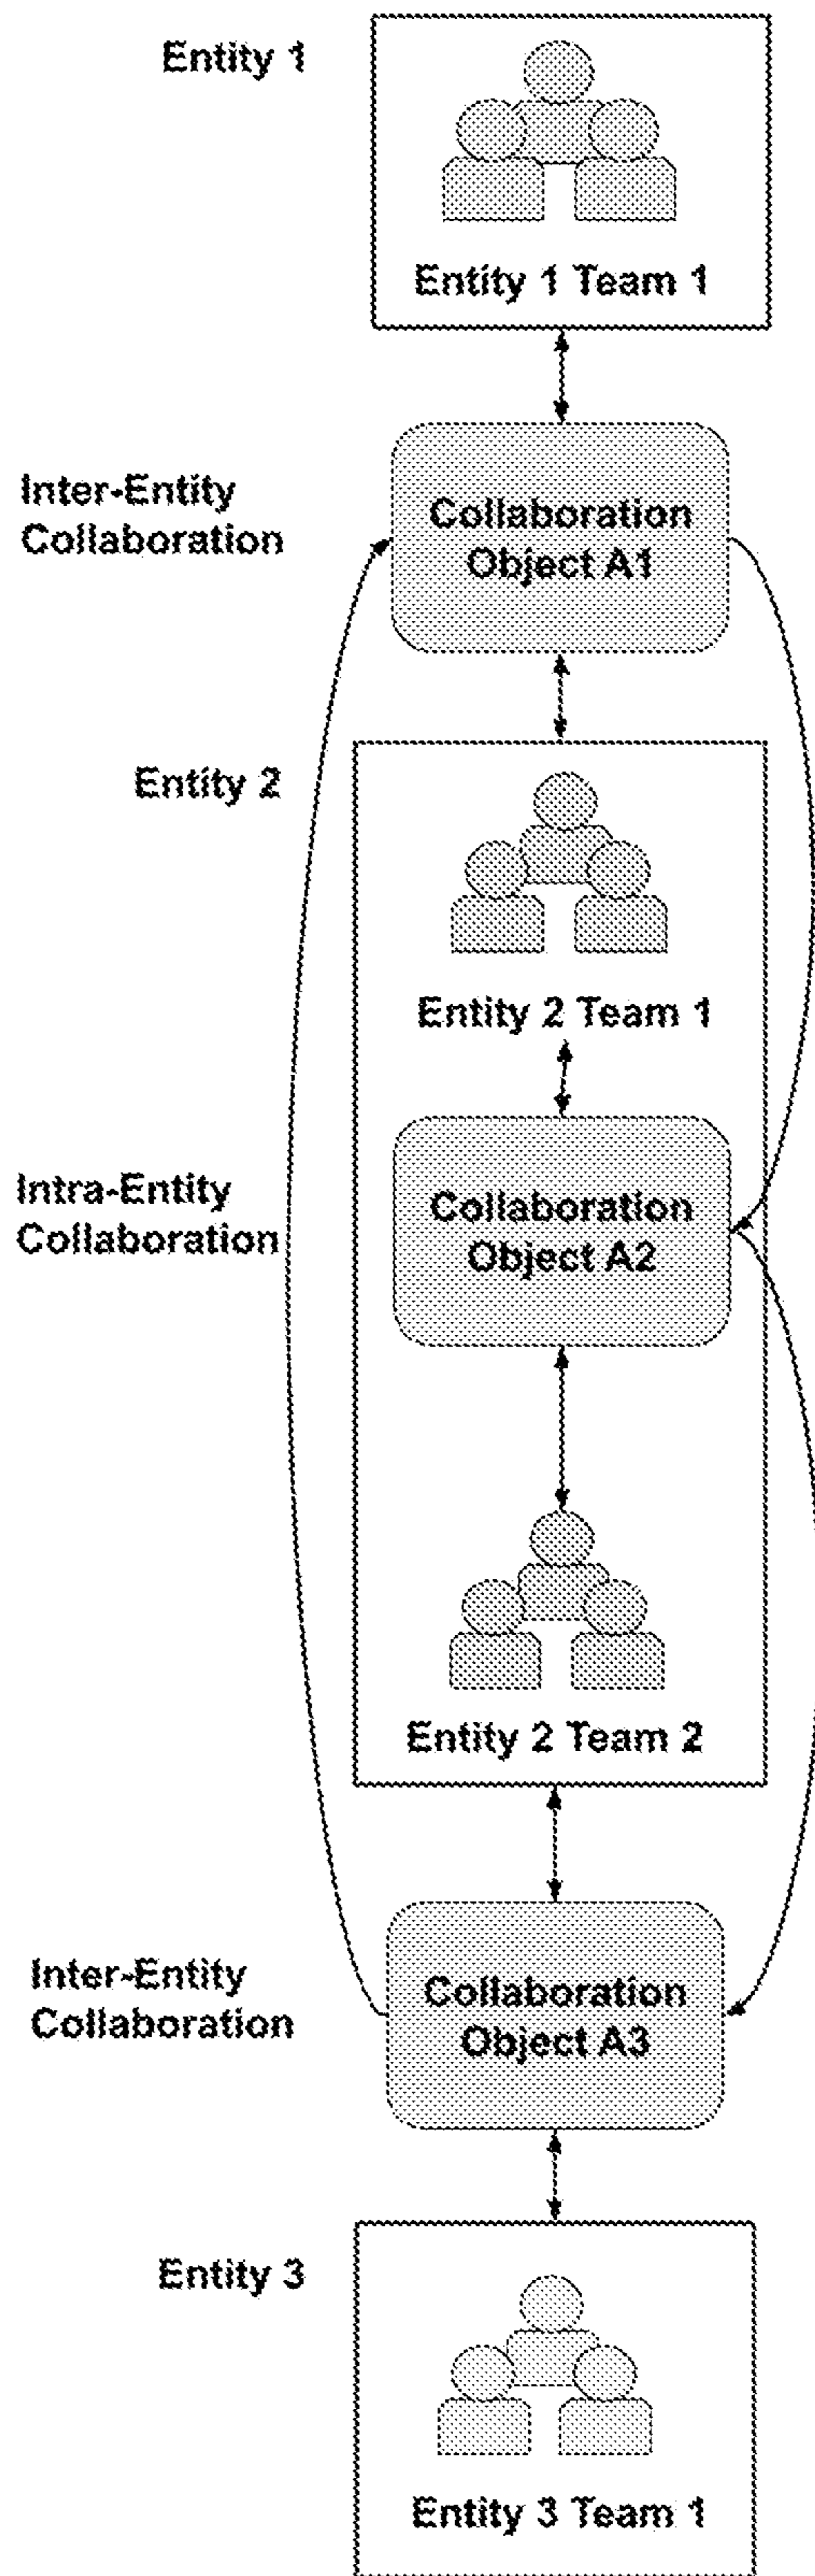 Entity 1
Entity 1 Team 1
Inter-Entity
Collaboration
Collaboration
Object A1
Entity 2
Entity 2 Team 1
Intra-Entity
Collaboration
Collaboration
Object A2
Entity 2 Team 2
Inter-Entity
Collaboration
Collaboration
Object A3
Entity 3
Entity 3 Team 1